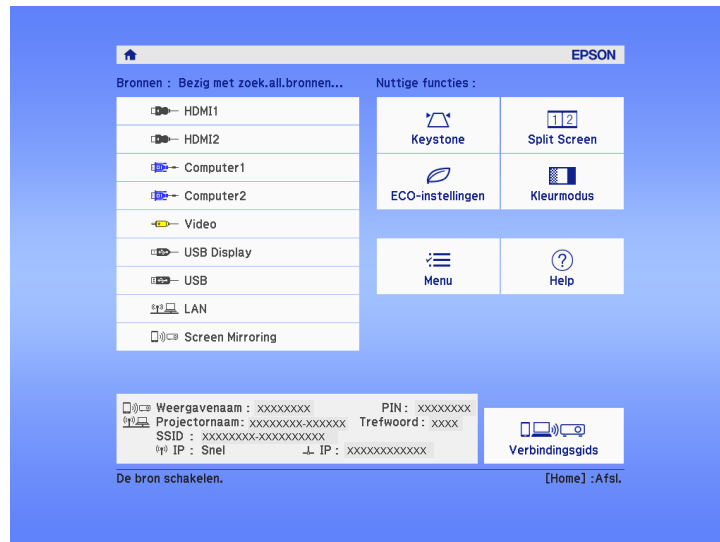 EPSON
Bronnen : Bezig met zoek.all.bronnen...
Nuttige functies :
HDMI1
HDMI2
Computer1
Computer2
Video
USB Display
USB
LAN
Screen Mirroring
Keystone
1 2
Split Screen
ECO-instellingen
Kleurmodus
Menu
?
Help
Weergavenaam : xxxxxxxx PIN : xxxxxxxx
Projectornaam: xxxxxxxx-xxxxxx Trefwoord : xxxx
SSID : xxxxxxxx-xxxxxxxxxx
IP : Snel IP : xxxxxxxxxxxx
Verbindingsgids
De bron schakelen.
[Home] :Afsl.